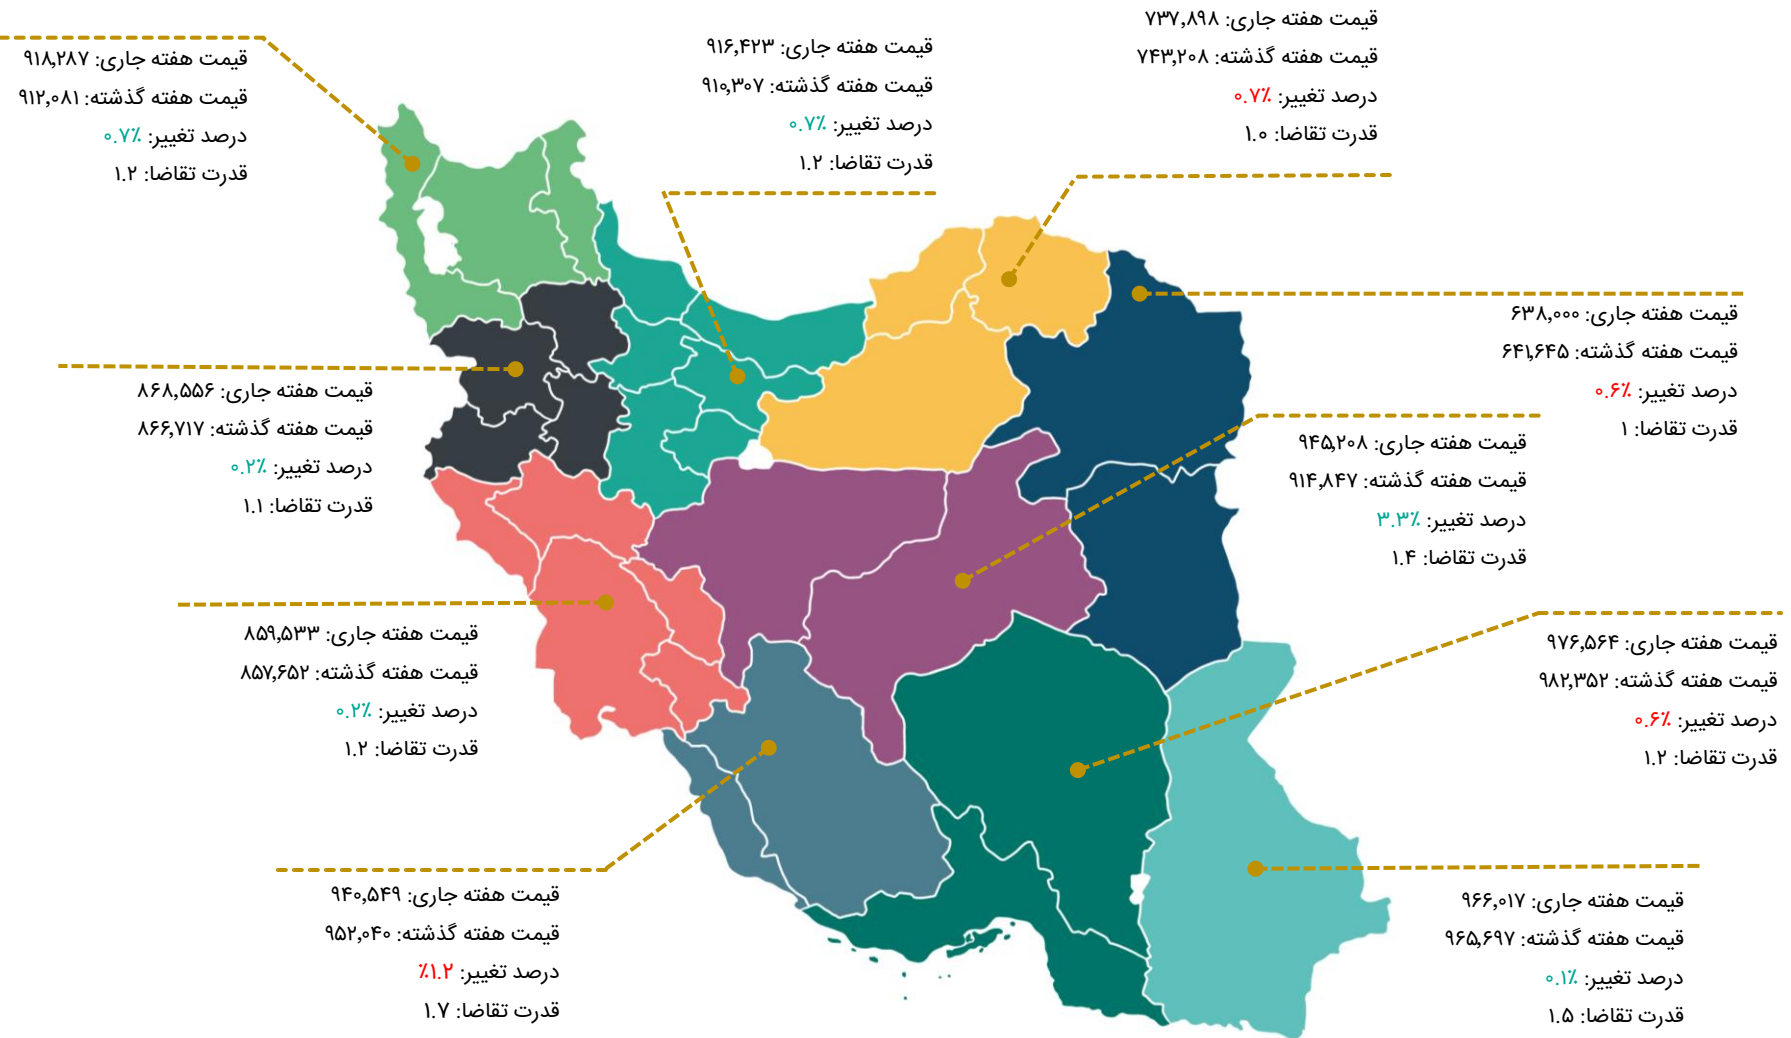 قیمت هفته جاری: ۷۳۷,۸۹۸
قیمت هفته گذشته: ۷۴۳,۲۰۸
درصد تغییر: ۰.۷٪
قدرت تقاضا: ۱.۰
قیمت هفته جاری: ۹۱۶,۴۲۳
قیمت هفته گذشته: ۹۱۰,۳۰۷
درصد تغییر: ۰.۷٪
قدرت تقاضا: ۱.۲
قیمت هفته جاری: ۹۱۸,۲۸۷
قیمت هفته گذشته: ۹۱۲,۰۸۱
درصد تغییر: ۰.۷٪
قدرت تقاضا: ۱.۲
قیمت هفته جاری: ۶۳۸,۰۰۰
قیمت هفته گذشته: ۶۴۱,۶۴۵
درصد تغییر: ۰.۶٪
قدرت تقاضا: ۱
قیمت هفته جاری: ۸۶۸,۵۵۶
قیمت هفته گذشته: ۸۶۶,۷۱۷
درصد تغییر: ۰.۲٪
قدرت تقاضا: ۱.۱
قیمت هفته جاری: ۹۴۵,۲۰۸
قیمت هفته گذشته: ۹۱۴,۸۴۷
درصد تغییر: ۳.۳٪
قدرت تقاضا: ۱.۴
قیمت هفته جاری: ۹۷۶,۵۶۴
قیمت هفته گذشته: ۹۸۲,۳۵۲
درصد تغییر: ۰.۶٪
قدرت تقاضا: ۱.۲
قیمت هفته جاری: ۸۵۹,۵۳۳
قیمت هفته گذشته: ۸۵۷,۶۵۲
درصد تغییر: ۰.۲٪
قدرت تقاضا: ۱.۲
قیمت هفته جاری: ۹۶۶,۰۱۷
قیمت هفته گذشته: ۹۶۵,۶۹۷
درصد تغییر: ۰.۱٪
قدرت تقاضا: ۱.۵
قیمت هفته جاری: ۹۴۰,۵۴۹
قیمت هفته گذشته: ۹۵۲,۰۴۰
درصد تغییر: ۱.۲٪
قدرت تقاضا: ۱.۷